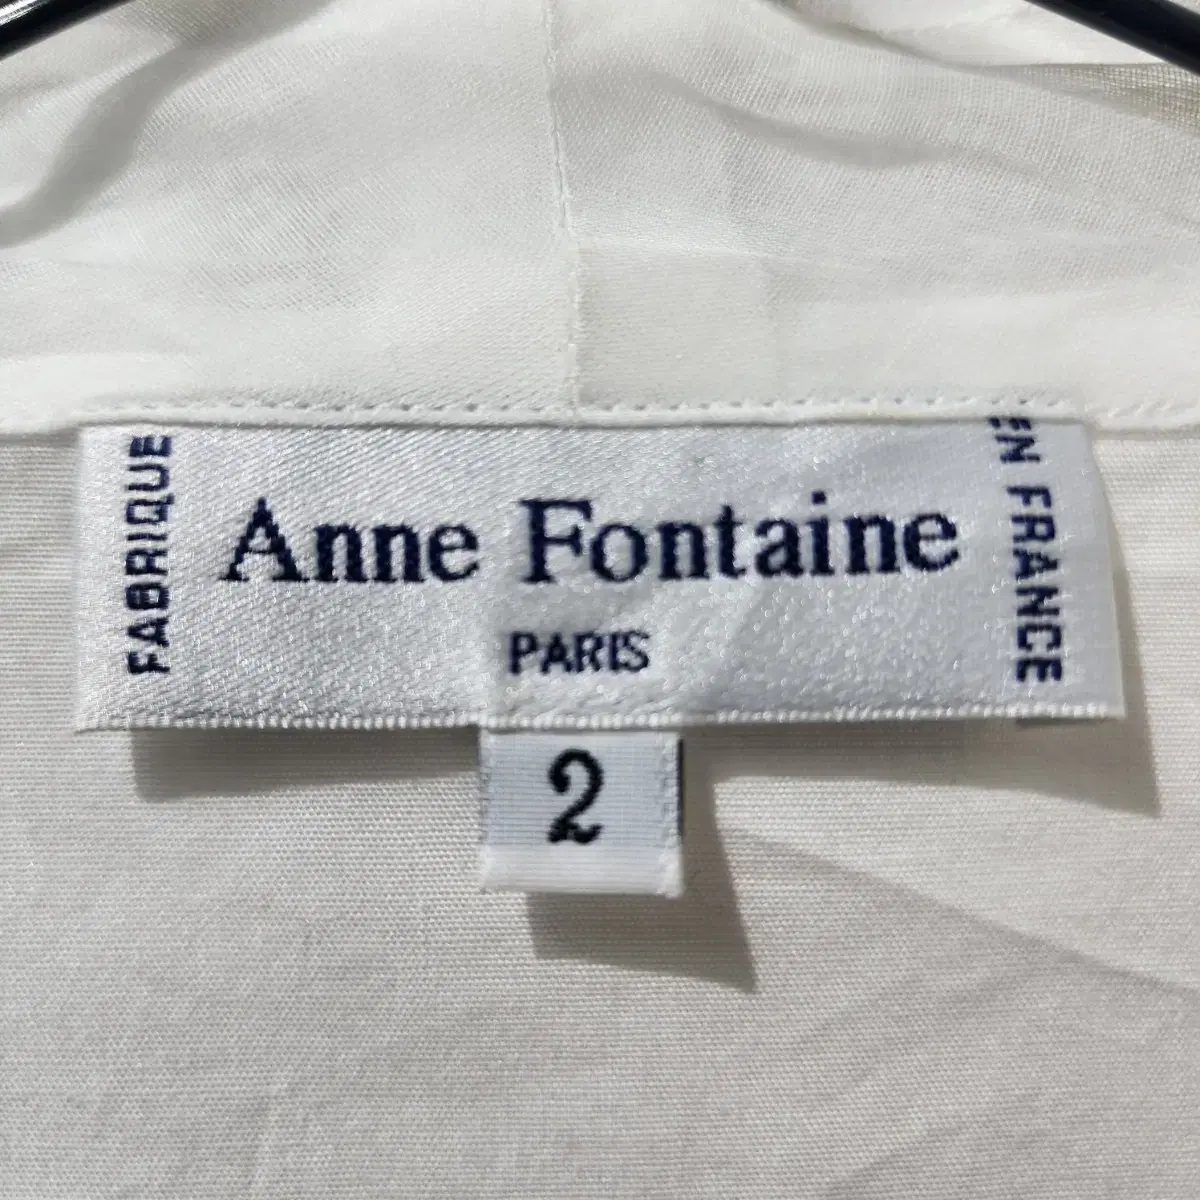 FABRIQUE
Anne Fontaine
PARIS
EN FRANCE
2